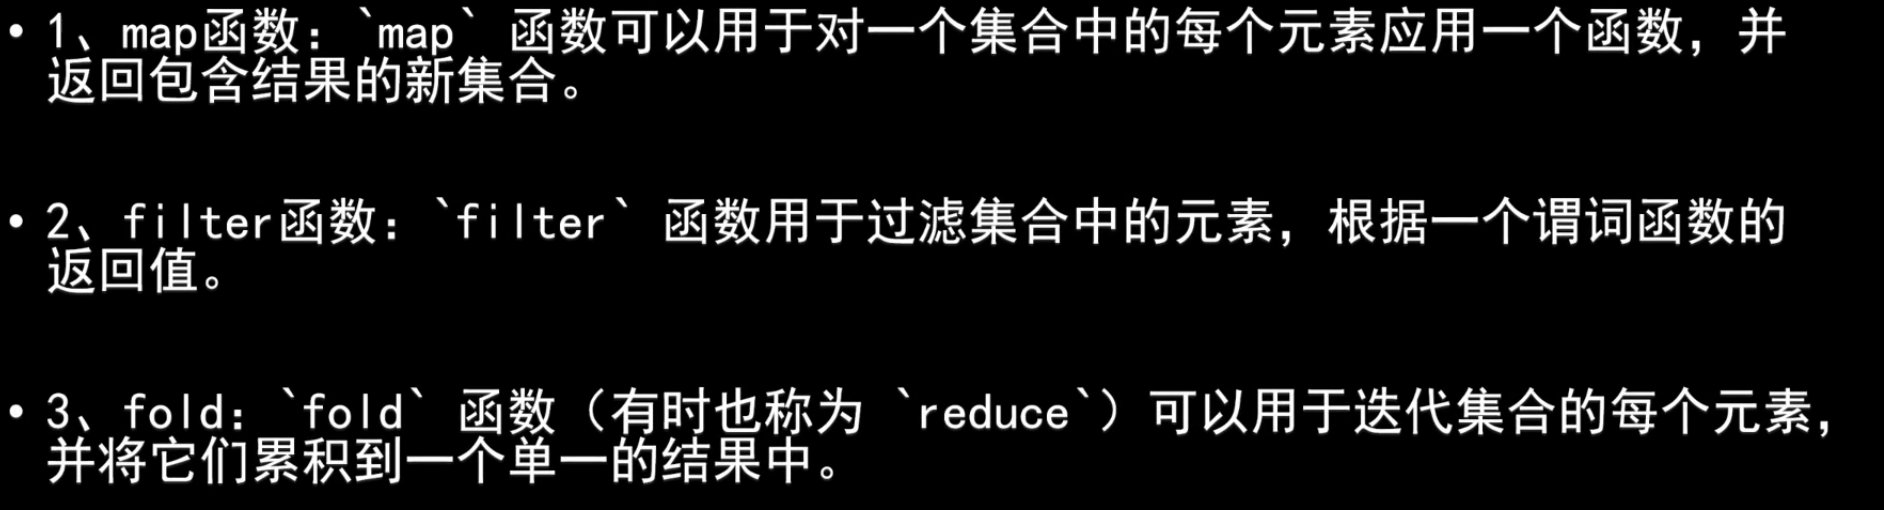 • 1、map函数：`map` 函数可以用于对一个集合中的每个元素应用一个函数，并
返回包含结果的新集合。
• 2、filter函数：`filter` 函数用于过滤集合中的元素，根据一个谓词函数的
返回值。
• 3、fold：`fold` 函数（有时也称为 `reduce`）可以用于迭代集合的每个元素，
并将它们累积到一个单一的结果中。